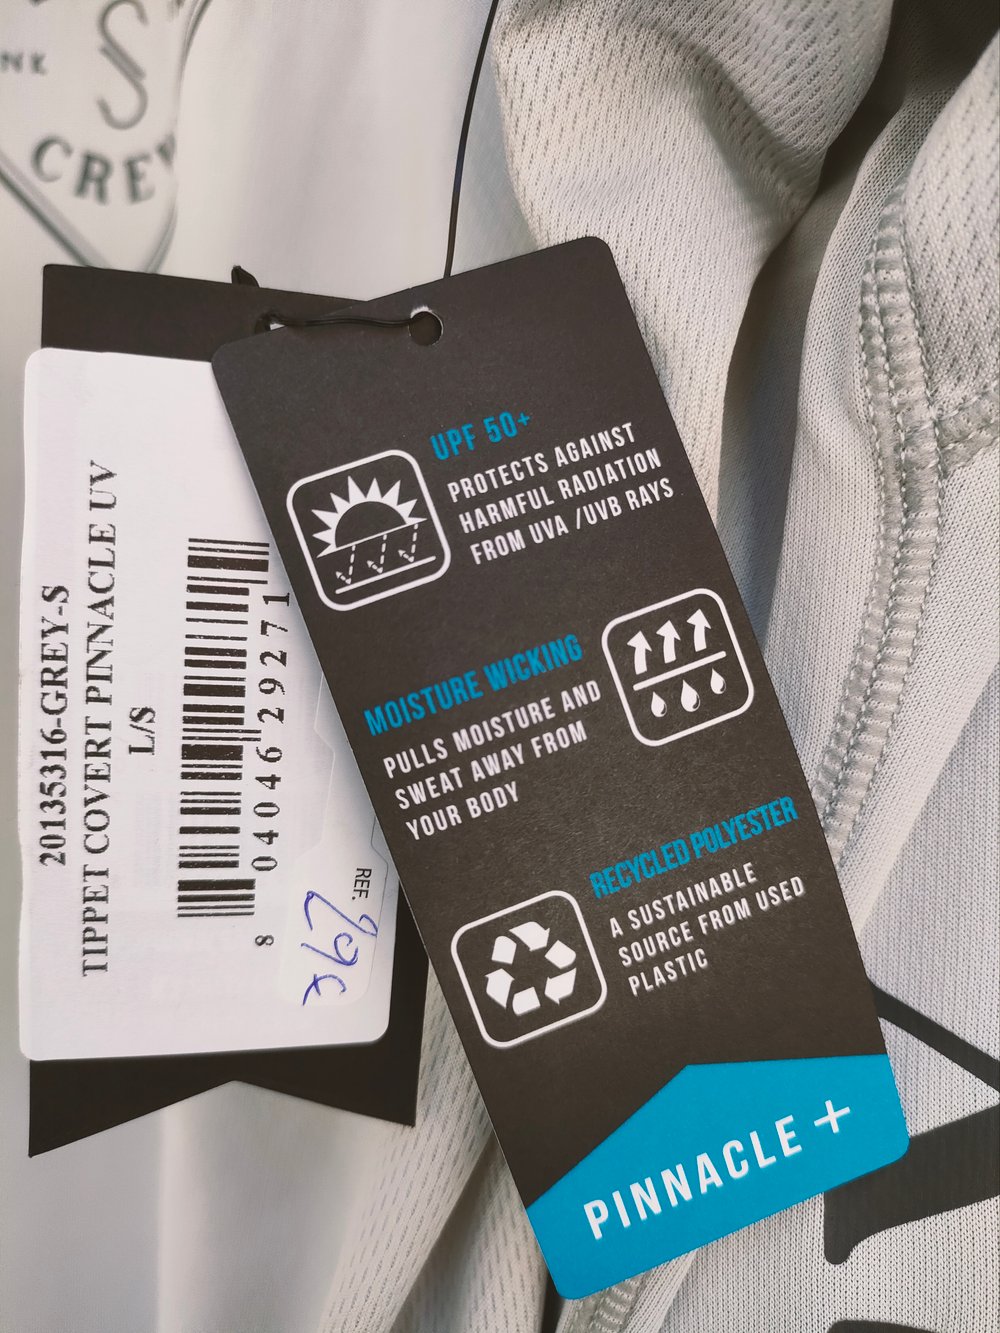 NK
S
CREW
20135316-GREY-S
TIPPET COVERT PINNACLE UV
L/S
8 04046 29271
REF.
29€
UPF 50+
PROTECTS AGAINST
HARMFUL RADIATION
FROM UVA /UVB RAYS
MOISTURE WICKING
PULLS MOISTURE AND
SWEAT AWAY FROM
YOUR BODY
RECYCLED POLYESTER
A SUSTAINABLE
SOURCE FROM USED
PLASTIC
PINNACLE +